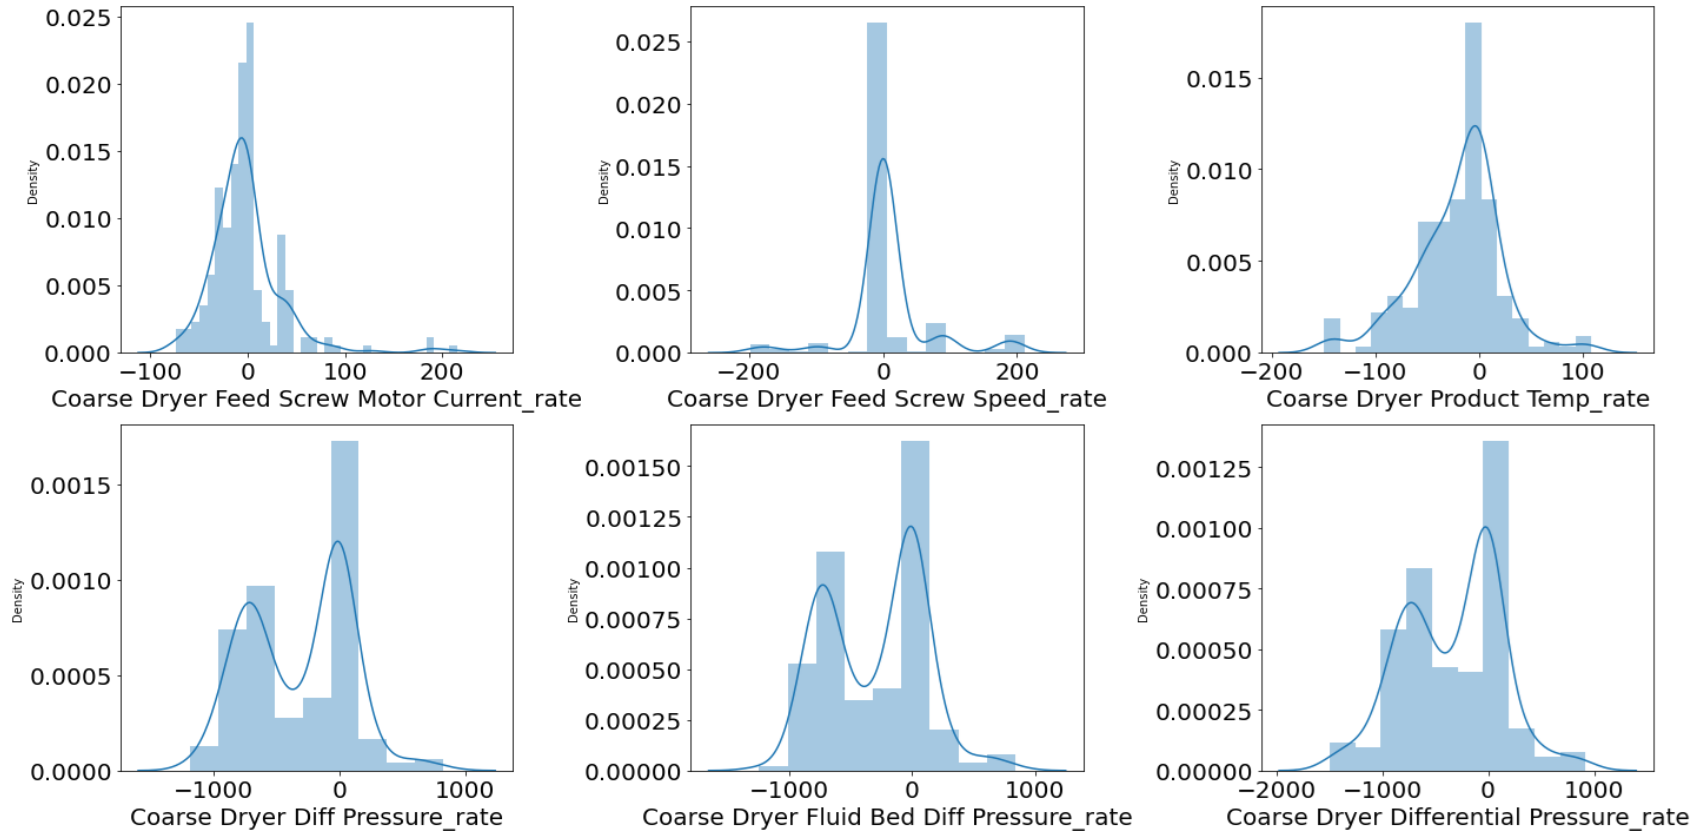 0.025
0.020
0.015
0.010
0.005
0.000
Density
−100 0 100 200
Coarse Dryer Feed Screw Motor Current_rate
0.025
0.020
0.015
0.010
0.005
0.000
Density
−200 0 200
Coarse Dryer Feed Screw Speed_rate
0.015
0.010
0.005
0.000
Density
−200 −100 0 100
Coarse Dryer Product Temp_rate
0.0015
0.0010
0.0005
0.0000
Density
−1000 0 1000
Coarse Dryer Diff Pressure_rate
0.00150
0.00125
0.00100
0.00075
0.00050
0.00025
0.00000
Density
−1000 0 1000
Coarse Dryer Fluid Bed Diff Pressure_rate
0.00125
0.00100
0.00075
0.00050
0.00025
0.00000
Density
−2000 −1000 0 1000
Coarse Dryer Differential Pressure_rate